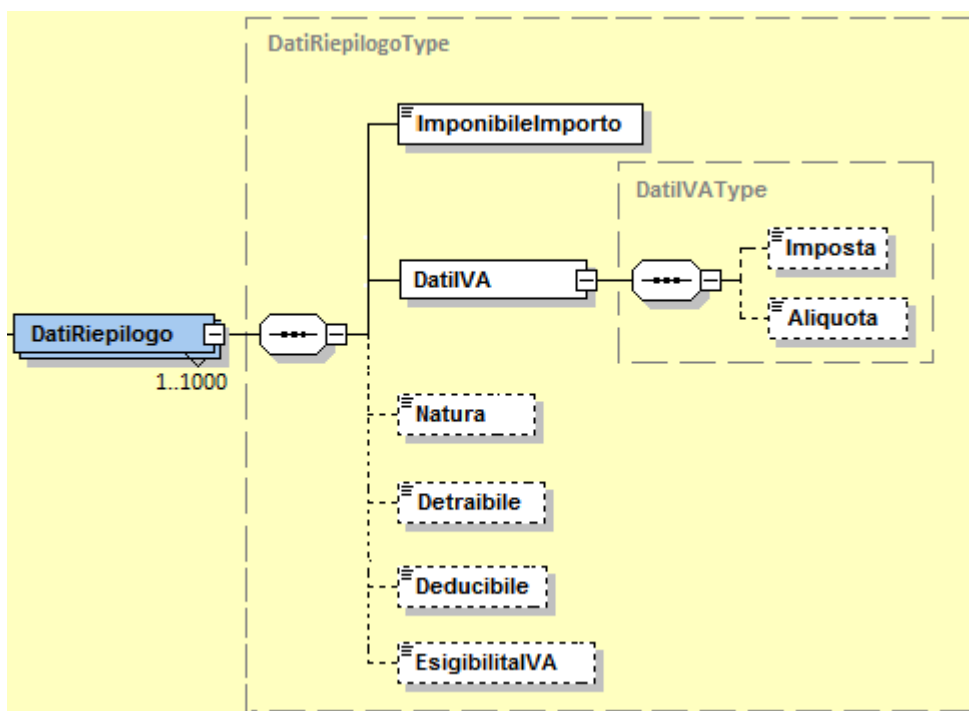 DatiRiepilogoType
ImponibileImporto
DatiIVAType
Imposta
DatiIVA
Aliquota
DatiRiepilogo
1..1000
Natura
Detraibile
Deducibile
EsigibilitaIVA